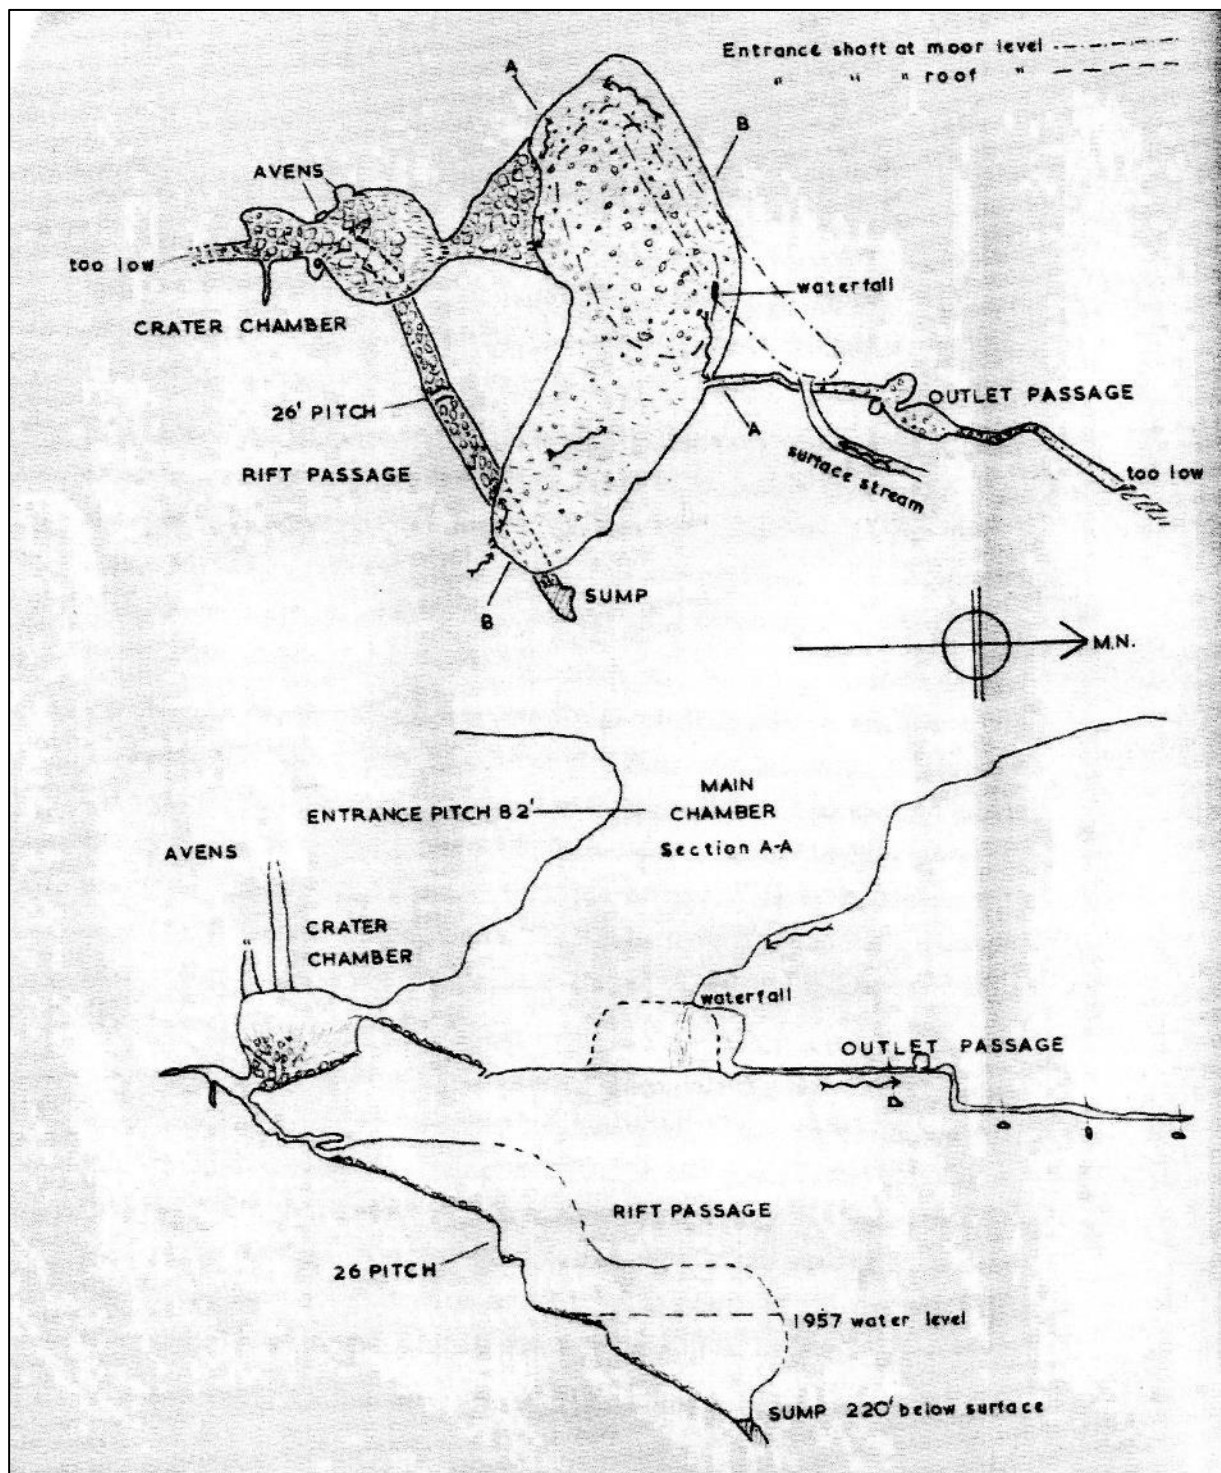 Entrance shaft at moor level
" " " roof "
A
B
AVENS
too low
waterfall
CRATER CHAMBER
OUTLET PASSAGE
26' PITCH
A
surface stream
RIFT PASSAGE
too low
SUMP
B
M.N.
MAIN
CHAMBER
Section A-A
ENTRANCE PITCH 82'
AVENS
CRATER
CHAMBER
waterfall
OUTLET PASSAGE
RIFT PASSAGE
26 PITCH
1957 water level
SUMP 220' below surface